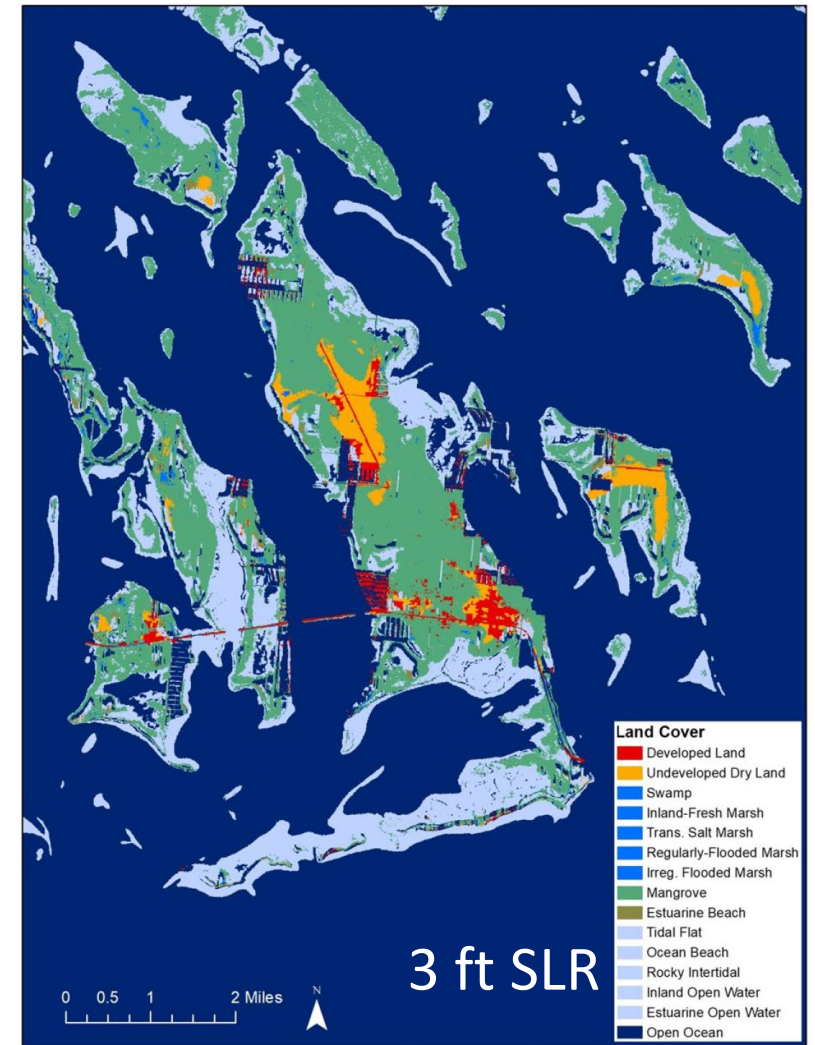 Land Cover
Developed Land
Undeveloped Dry Land
Swamp
Inland-Fresh Marsh
Trans. Salt Marsh
Regularly-Flooded Marsh
Irreg. Flooded Marsh
Mangrove
Estuarine Beach
Tidal Flat
Ocean Beach
Rocky Intertidal
Inland Open Water
Estuarine Open Water
Open Ocean
3 ft SLR
N
0 0.5 1 2 Miles